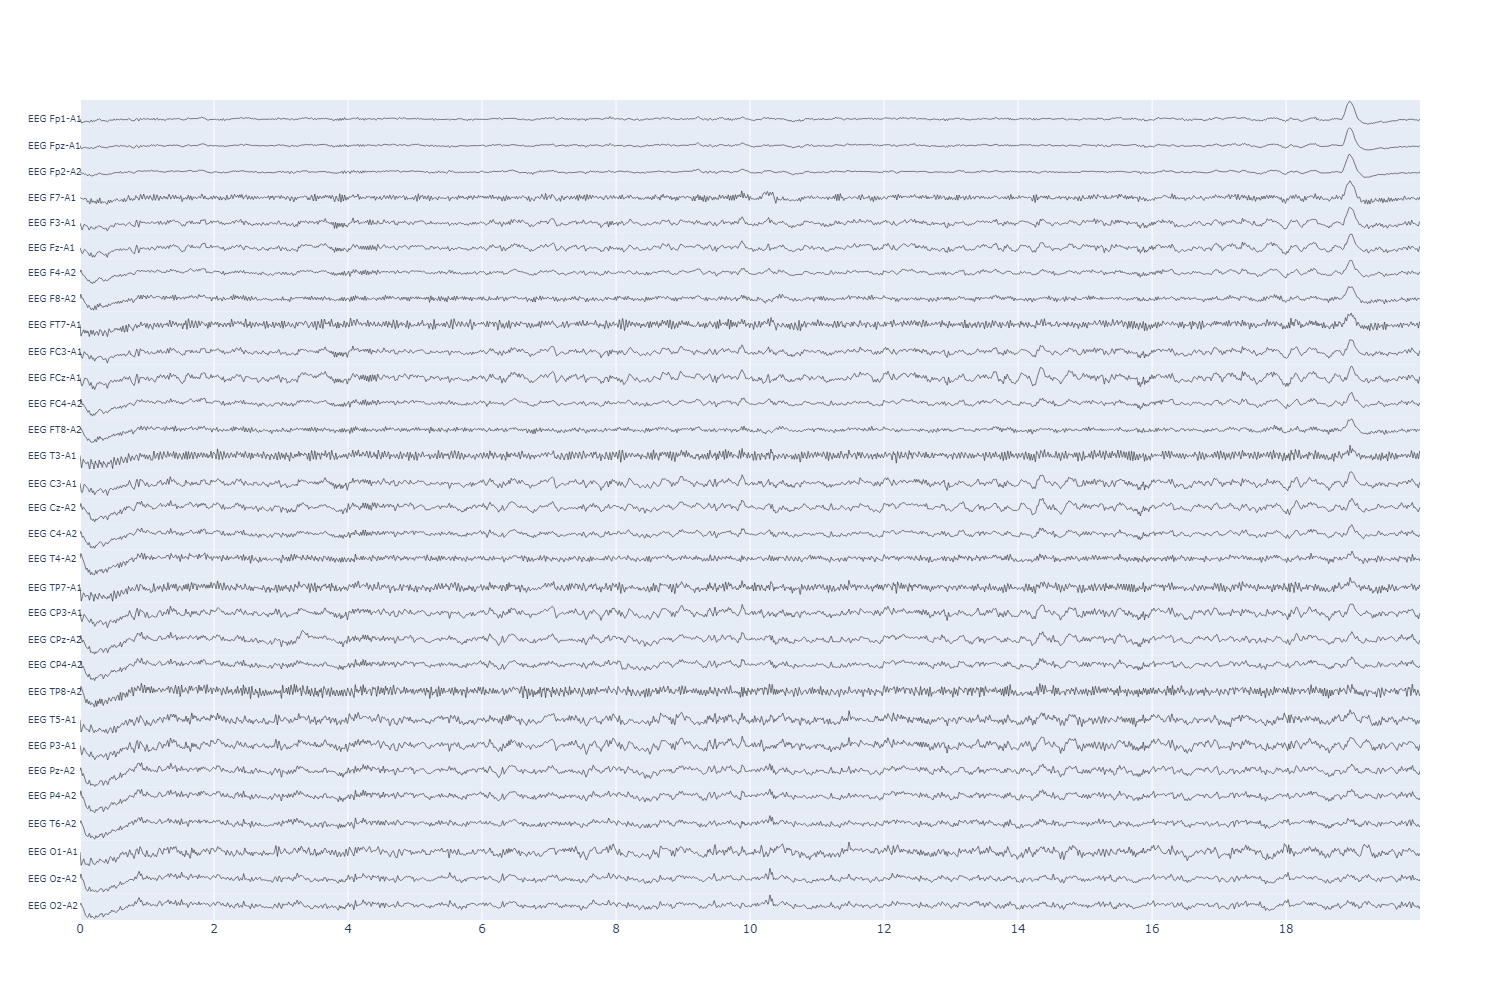 EEG Fp1-A1
EEG Fpz-A1
EEG Fp2-A2
EEG F7-A1
EEG F3-A1
EEG Fz-A1
EEG F4-A2
EEG F8-A2
EEG FT7-A1
EEG FC3-A1
EEG FCz-A1
EEG FC4-A2
EEG FT8-A2
EEG T3-A1
EEG C3-A1
EEG Cz-A2
EEG C4-A2
EEG T4-A2
EEG TP7-A1
EEG CP3-A1
EEG CPz-A2
EEG CP4-A2
EEG TP8-A2
EEG T5-A1
EEG P3-A1
EEG Pz-A2
EEG P4-A2
EEG T6-A2
EEG O1-A1
EEG Oz-A2
EEG O2-A2
0 2 4 6 8 10 12 14 16 18